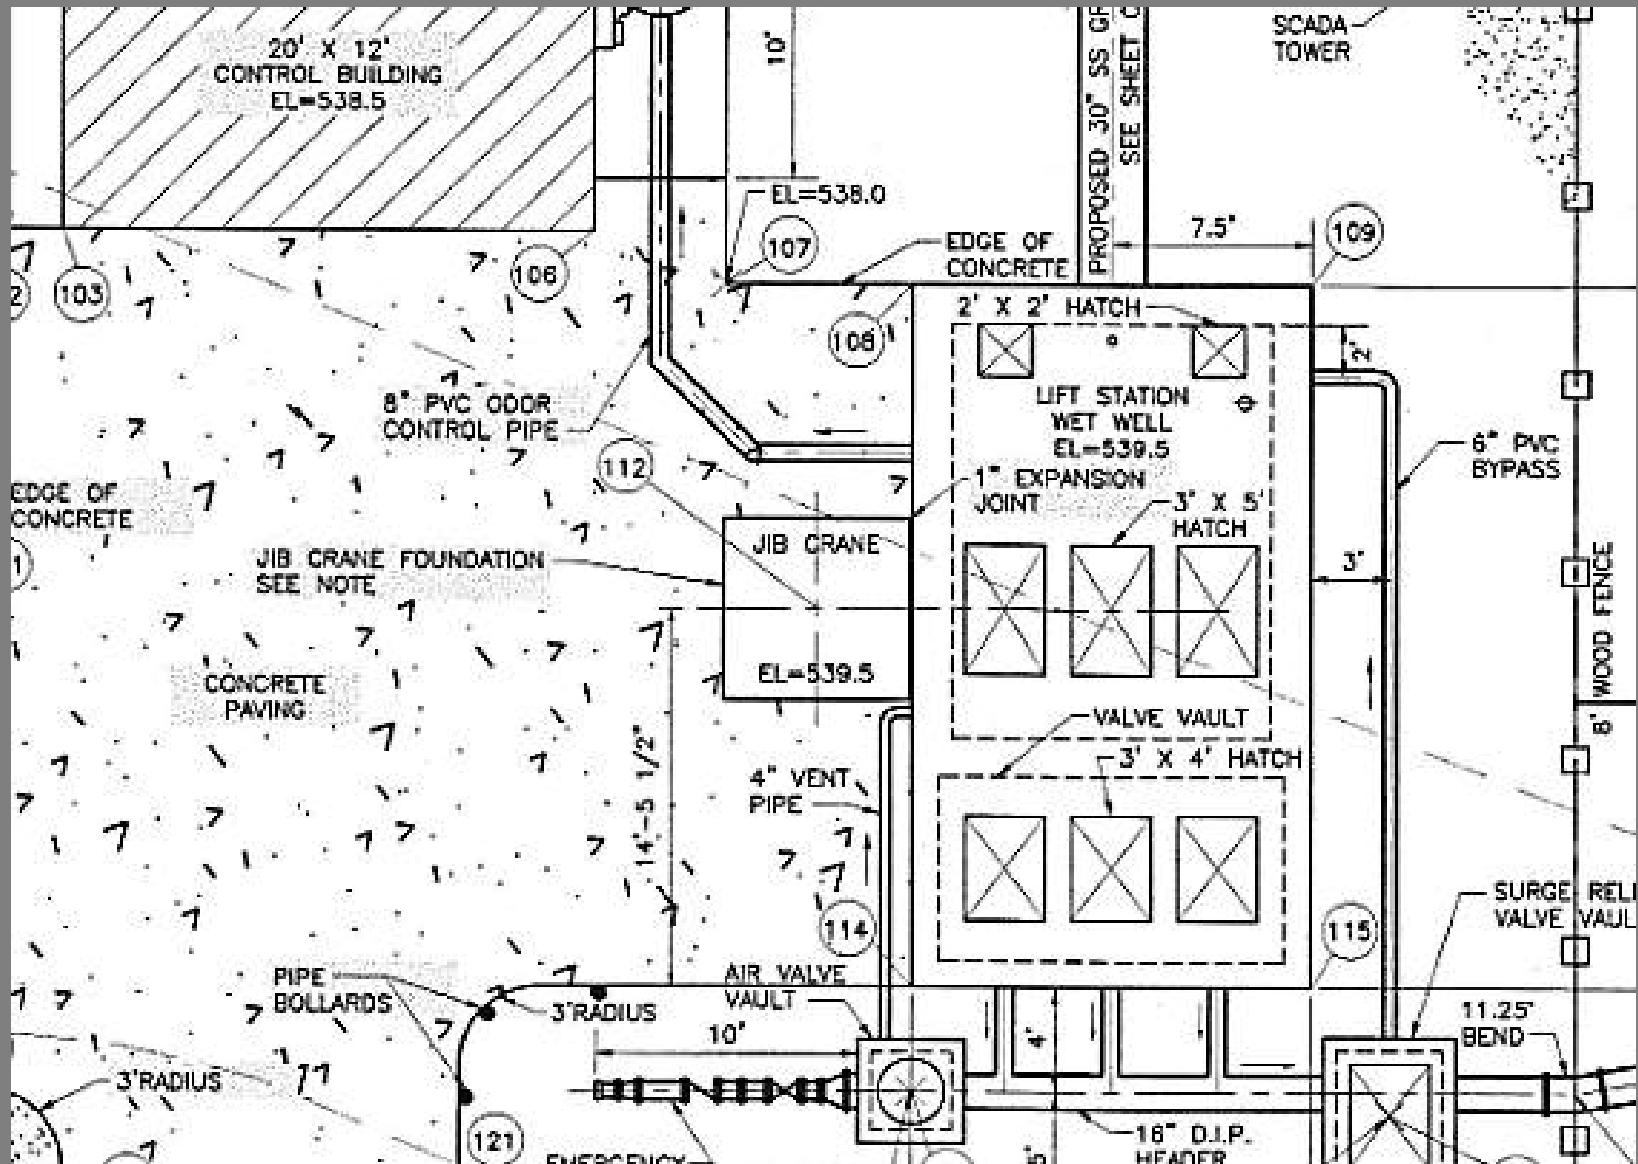 20' X 12'
CONTROL BUILDING
EL=538.5
10'
PROPOSED 30" SS
SEE SHEET
SCADA
TOWER
EL=538.0
107
EDGE OF
CONCRETE
7.5'
109
103
106
2' X 2' HATCH
108
2'
8" PVC ODOR
CONTROL PIPE
LIFT STATION
WET WELL
EL=539.5
6" PVC
BYPASS
112
1" EXPANSION
JOINT
3' X 5'
HATCH
EDGE OF
CONCRETE
JIB CRANE FOUNDATION
SEE NOTE
JIB CRANE
3'
8' WOOD FENCE
EL=539.5
CONCRETE
PAVING
14'-5 1/2"
VALVE VAULT
3' X 4' HATCH
4" VENT
PIPE
114
115
SURGE
VALVE
PIPE
BOLLARDS
3'RADIUS
AIR VALVE
VAULT
10'
4'
11.25°
BEND
3'RADIUS
121
EMERGENCY
16" D.I.P.
HEADER